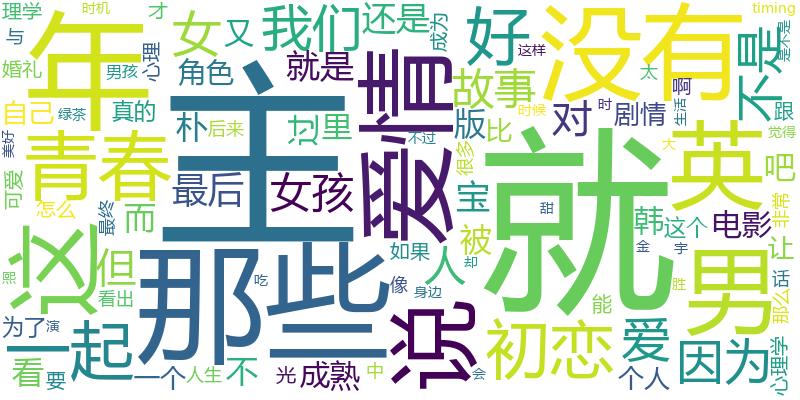 理学
时机
才
我们
还是
成为
好
没有
timing
与
年
女
又
这样
不是
是不是
婚礼
男孩
心理
角色
就是
爱情
故事
太
啊
自己
绿茶
真的
主
朴
后来
过
里
版
比
时候
对
时
剧情
生活
跟
美好
青春
不过
很多
就
英
觉得
可爱
怎么
最终
而
最后
女孩
宝
甜
大
吧
非常
这
但
那些
如果
人
被
却
韩
这个
电影
金
宇
让
熙
看出
吃
像
身边
能
胜
男
那么
话
为了
演
一起
说
初恋
爱
因为
心理学
看
要
一个
人生
不
光
成熟
中
会
个人